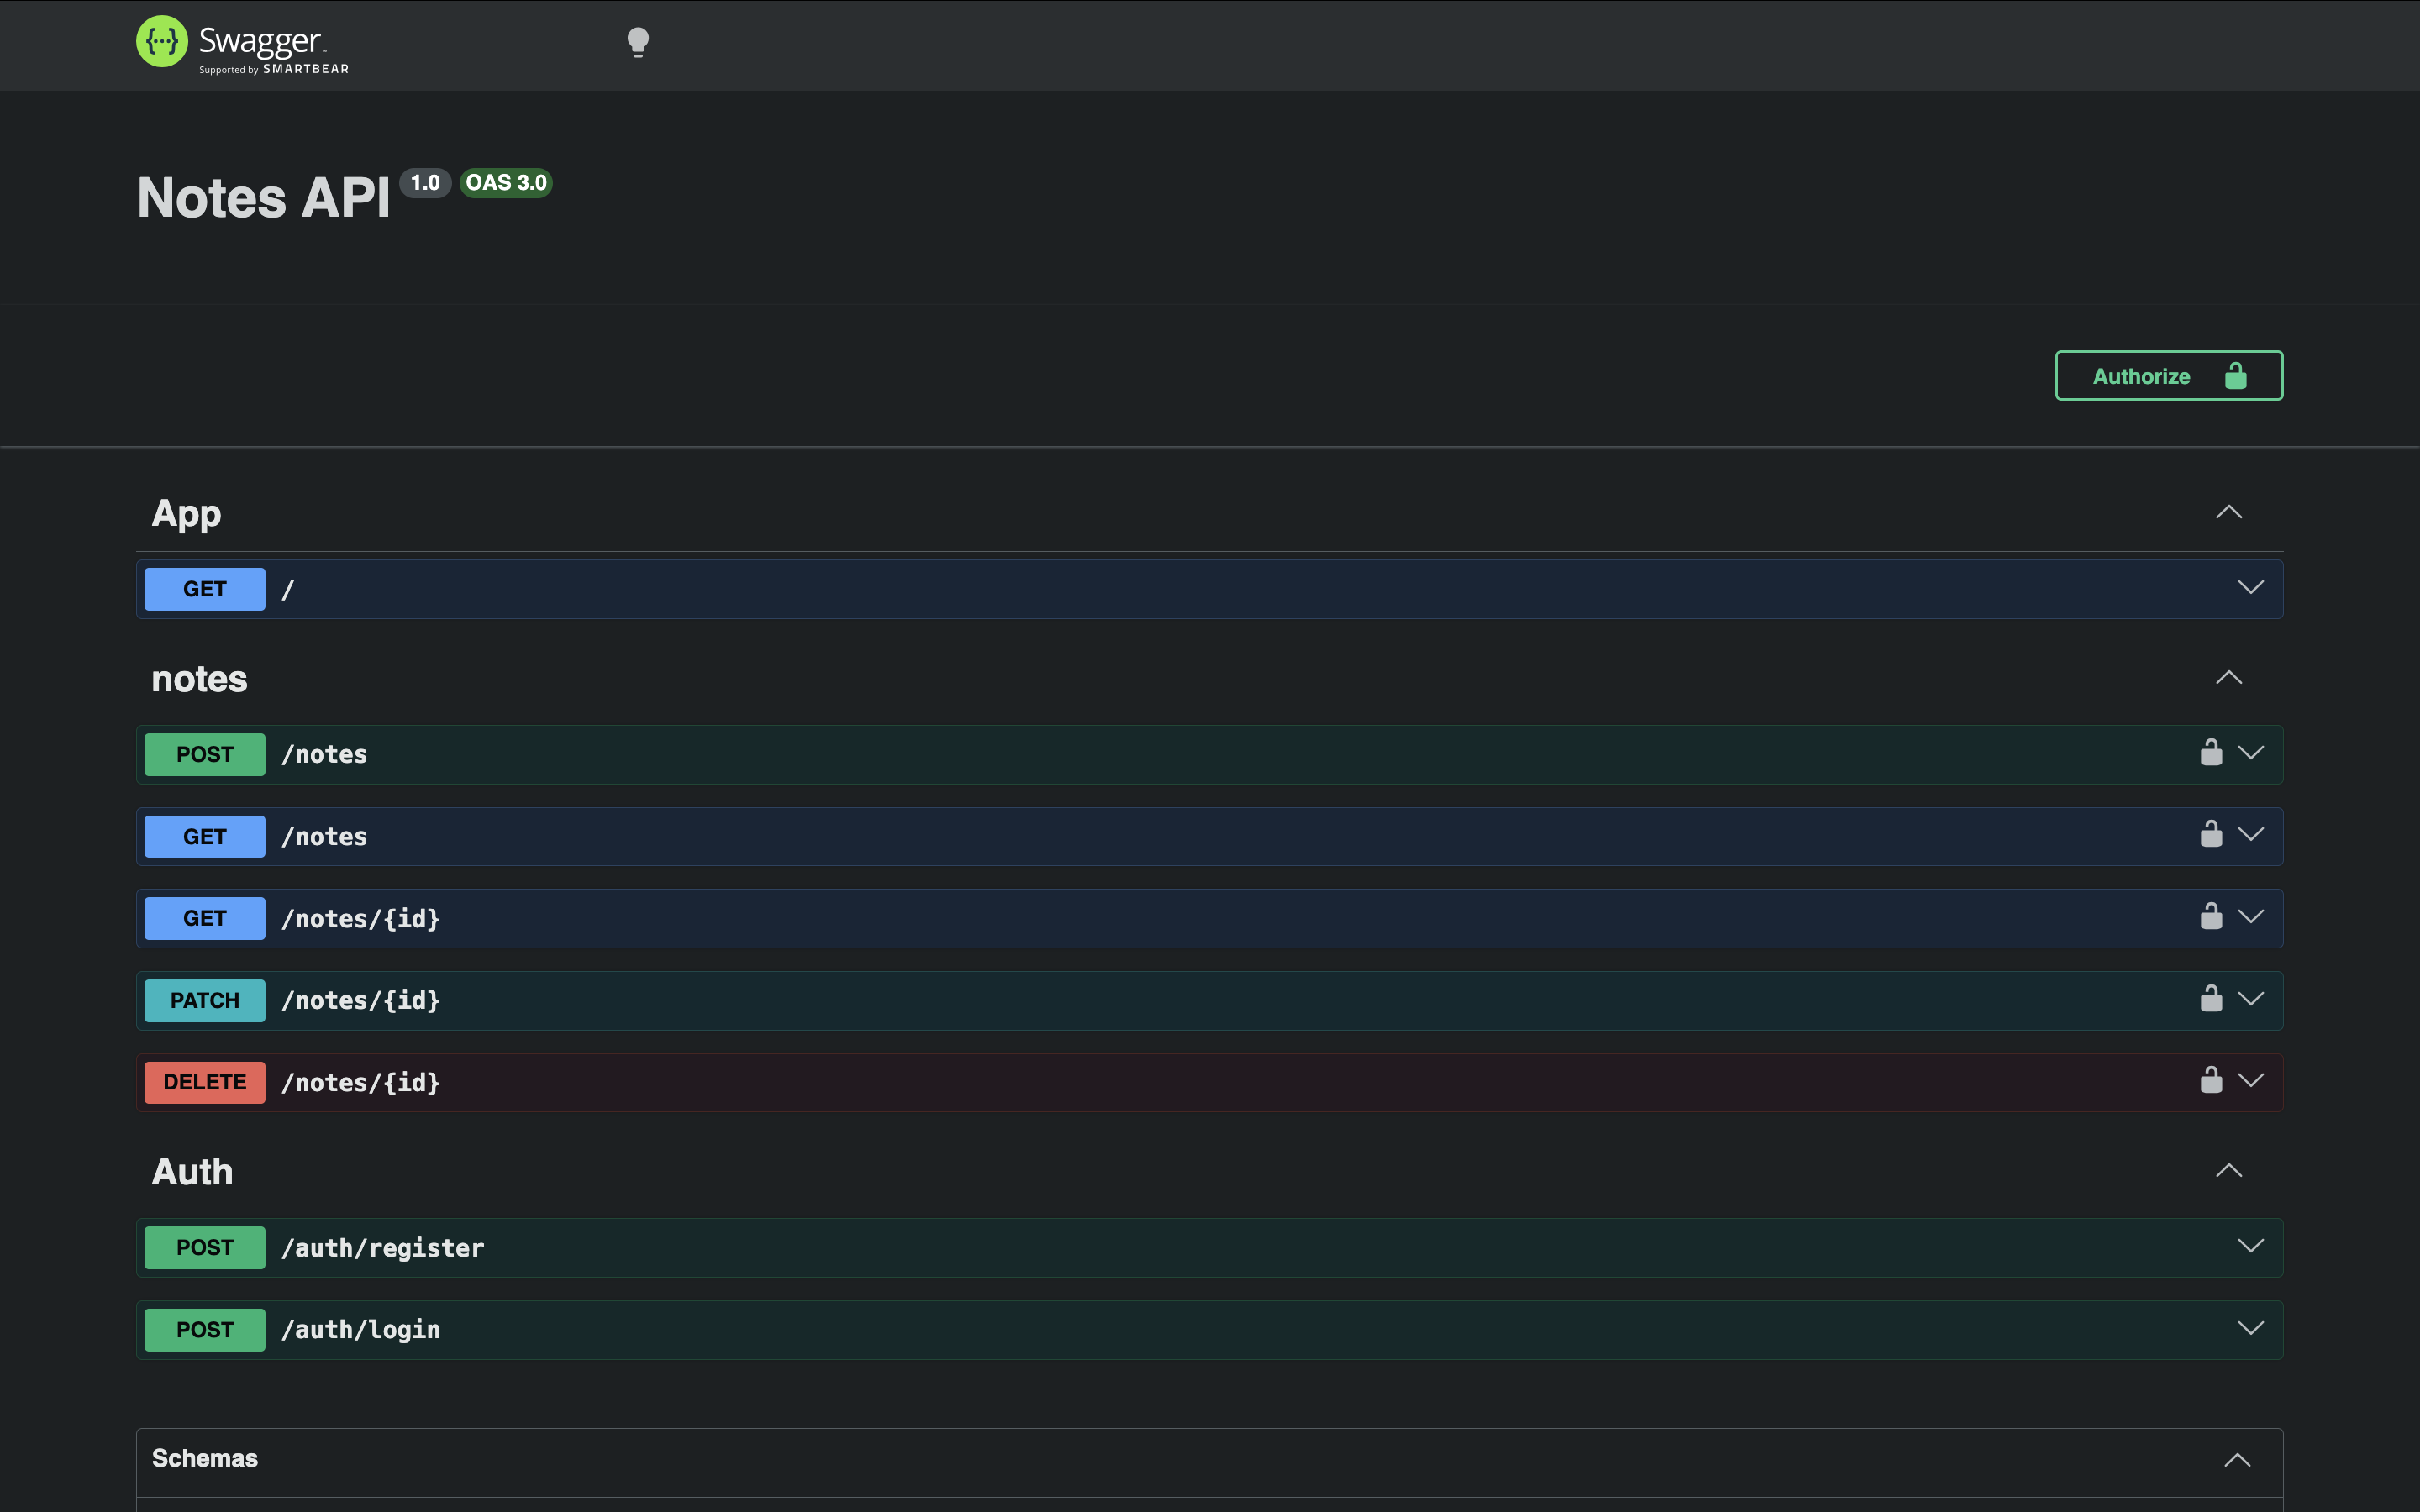 Swagger™
Supported by SMARTBEAR
Notes API 1.0 OAS 3.0
Authorize
App
GET /
notes
POST /notes
GET /notes
GET /notes/{id}
PATCH /notes/{id}
DELETE /notes/{id}
Auth
POST /auth/register
POST /auth/login
Schemas